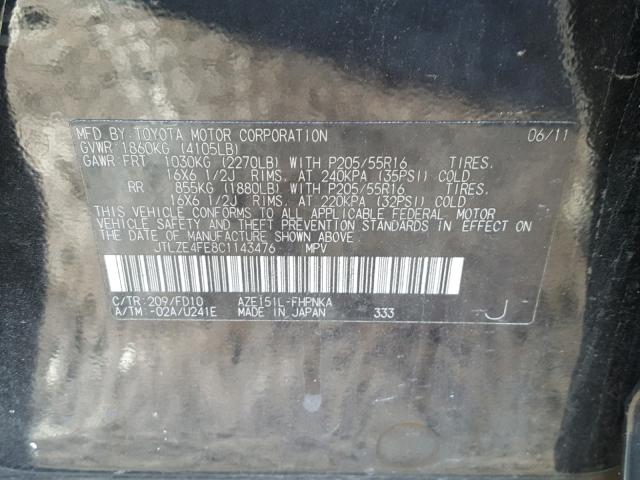 MFD. BY: TOYOTA MOTOR CORPORATION 06/11
GVWR: 1860KG (4105LB)
GAWR: FRT 1030KG (2270LB) WITH P205/55R16 TIRES.
16X6 1/2J RIMS. AT 240KPA (35PSI) COLD
RR 855KG (1880LB) WITH P205/55R16 TIRES.
16X6 1/2J RIMS. AT 220KPA (32PSI) COLD
THIS VEHICLE CONFORMS TO ALL APPLICABLE FEDERAL MOTOR
VEHICLE SAFETY AND THEFT PREVENTION STANDARDS IN EFFECT ON
DATE OF MANUFACTURE SHOWN ABOVE.
JTLZE4FE8C1143476 MPV
C/TR: 209/FD10 AZE151L-FHPNKA
A/TM: -02A/U241E MADE IN JAPAN 333 J